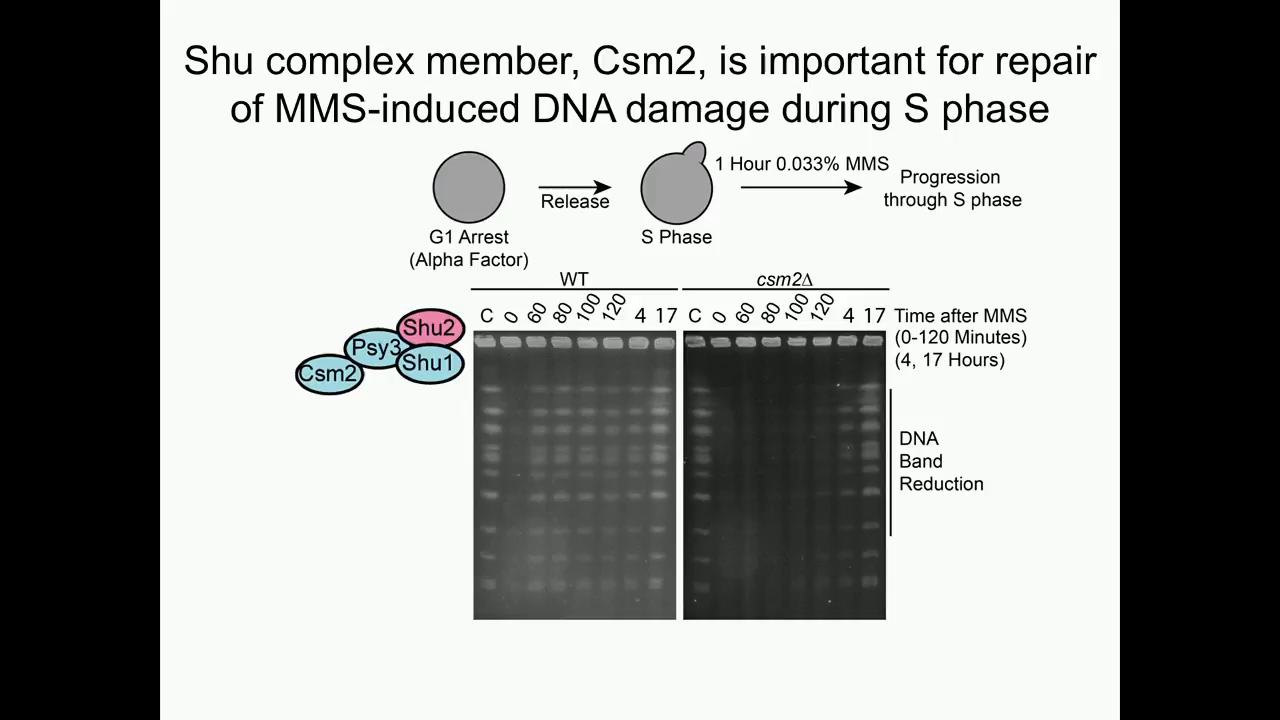 Shu complex member, Csm2, is important for repair
of MMS-induced DNA damage during S phase
1 Hour 0.033% MMS
Release
Progression
through S phase
G1 Arrest
(Alpha Factor)
S Phase
WT
csm2Δ
C 0 60 80 100 120 4 17
C 0 60 80 100 120 4 17
Time after MMS
(0-120 Minutes)
(4, 17 Hours)
Shu2
Psy3
Shu1
Csm2
DNA
Band
Reduction